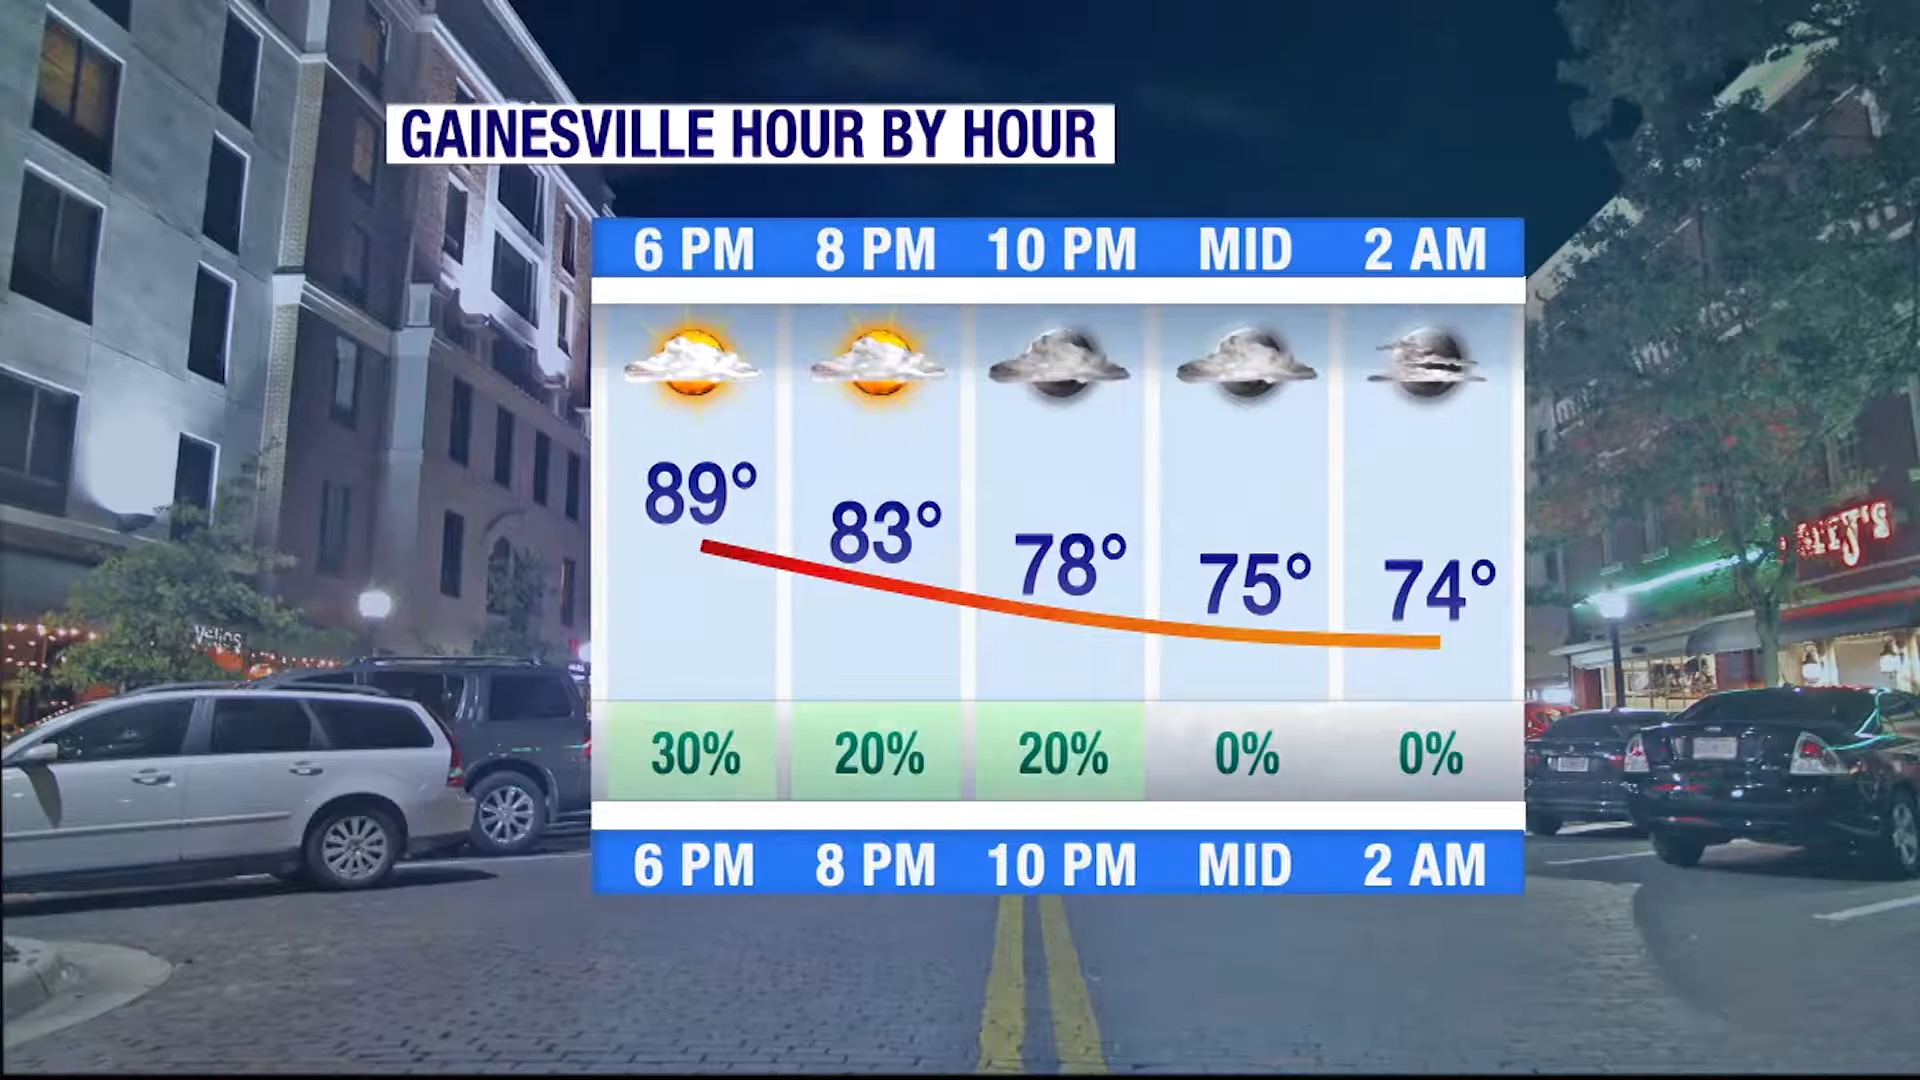 GAINESVILLE HOUR BY HOUR
6 PM 8 PM 10 PM MID 2 AM
89° 83° 78° 75° 74°
30% 20% 20% 0% 0%
6 PM 8 PM 10 PM MID 2 AM
Velios